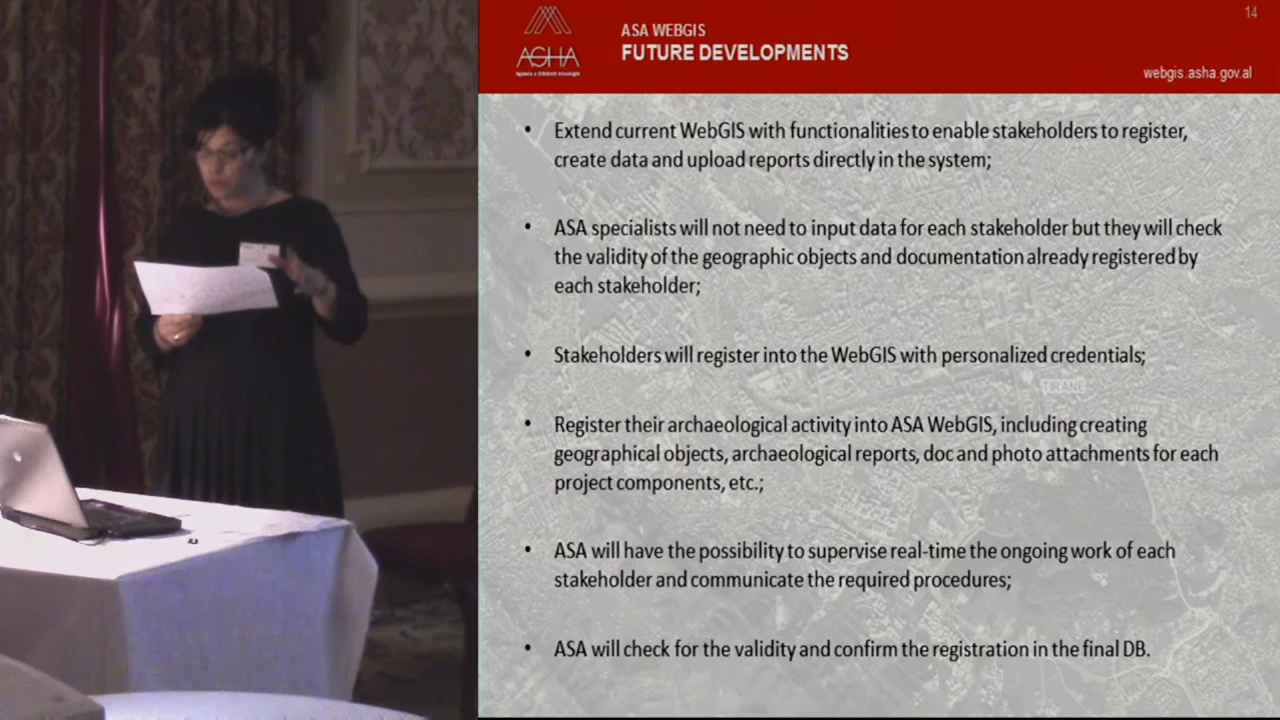 14
ASA WEBGIS
FUTURE DEVELOPMENTS
ASHA
webgis.asha.gov.al
• Extend current WebGIS with functionalities to enable stakeholders to register,
create data and upload reports directly in the system;
• ASA specialists will not need to input data for each stakeholder but they will check
the validity of the geographic objects and documentation already registered by
each stakeholder;
• Stakeholders will register into the WebGIS with personalized credentials;
TIRANË
• Register their archaeological activity into ASA WebGIS, including creating
geographical objects, archaeological reports, doc and photo attachments for each
project components, etc.;
• ASA will have the possibility to supervise real-time the ongoing work of each
stakeholder and communicate the required procedures;
• ASA will check for the validity and confirm the registration in the final DB.